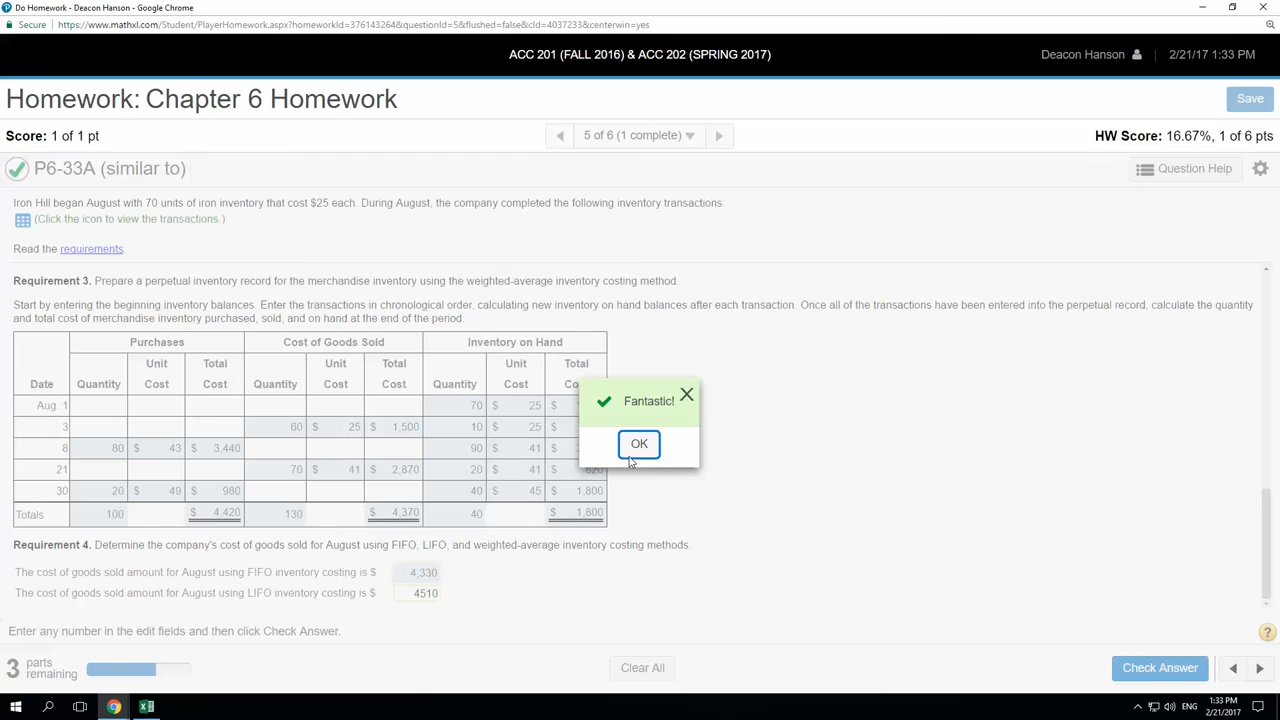 Do Homework - Deacon Hanson - Google Chrome
Secure https://www.mathxl.com/Student/PlayerHomework.aspx?homeworkId=376143264&questionId=5&flushed=false&cId=4037233&centerwin=yes
ACC 201 (FALL 2016) & ACC 202 (SPRING 2017) Deacon Hanson 2/21/17 1:33 PM
Homework: Chapter 6 Homework Save
Score: 1 of 1 pt 5 of 6 (1 complete) HW Score: 16.67%, 1 of 6 pts
P6-33A (similar to) Question Help
Iron Hill began August with 70 units of iron inventory that cost $25 each. During August, the company completed the following inventory transactions:
(Click the icon to view the transactions.)
Read the requirements.
Requirement 3. Prepare a perpetual inventory record for the merchandise inventory using the weighted-average inventory costing method.
Start by entering the beginning inventory balances. Enter the transactions in chronological order, calculating new inventory on hand balances after each transaction. Once all of the transactions have been entered into the perpetual record, calculate the quantity
and total cost of merchandise inventory purchased, sold, and on hand at the end of the period.
Purchases Cost of Goods Sold Inventory on Hand
Unit Total Unit Total Unit Total
Date Quantity Cost Cost Quantity Cost Cost Quantity Cost
Aug. 1 70 $ 25 $
3 60 $ 25 $ 1,500 10 $ 25 $
8 80 $ 43 $ 3,440 90 $ 41 $
21 70 $ 41 $ 2,870 20 $ 41 $ 820
30 20 $ 49 $ 980 40 $ 45 $ 1,800
Totals 100 $ 4,420 130 $ 4,370 40 $ 1,800
Fantastic!
OK
Requirement 4. Determine the company's cost of goods sold for August using FIFO, LIFO, and weighted-average inventory costing methods.
The cost of goods sold amount for August using FIFO inventory costing is $ 4,330
The cost of goods sold amount for August using LIFO inventory costing is $ 4510
Enter any number in the edit fields and then click Check Answer.
?
3 parts remaining Clear All Check Answer
ENG 1:33 PM
2/21/2017